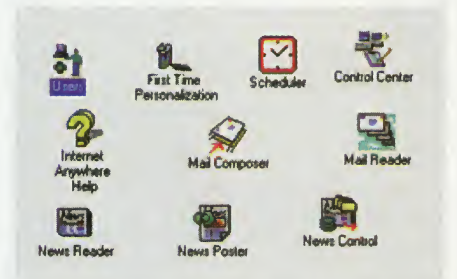 Users
First Time
Personalization
Scheduler
Control Center
Internet
Anywhere
Help
Mail Composer
Mail Reader
News Reader
News Poster
News Control